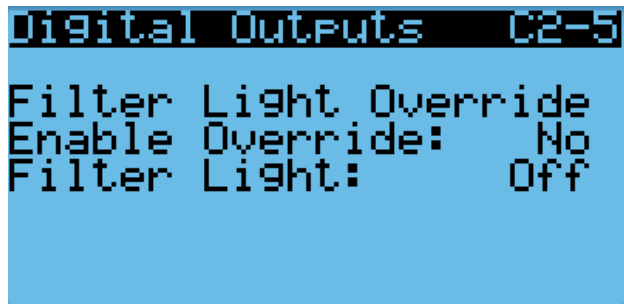 Digital Outputs C2-5
Filter Light Override
Enable Override: No
Filter Light: Off